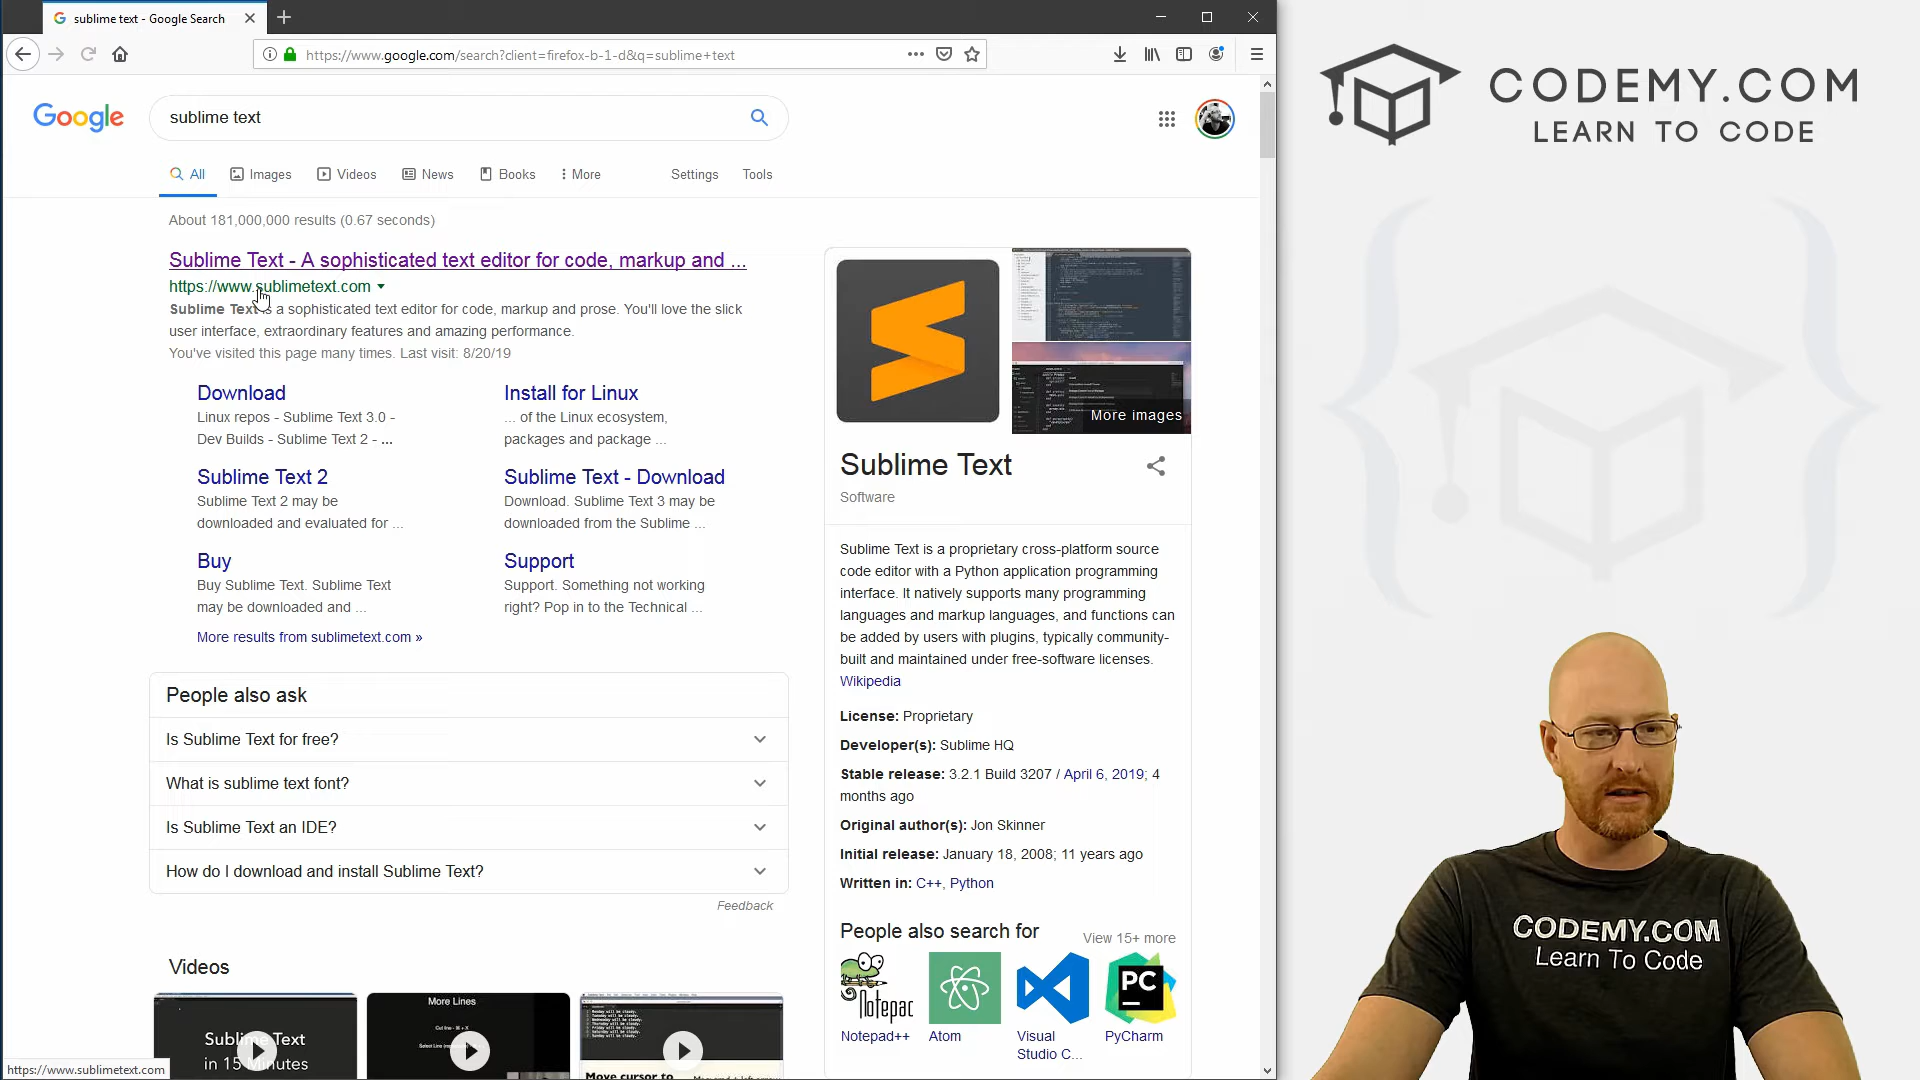 sublime text - Google Search
https://www.google.com/search?client=firefox-b-1-d&q=sublime+text
Google
sublime text
All
Images
Videos
News
Books
More
Settings
Tools
About 181,000,000 results (0.67 seconds)
Sublime Text - A sophisticated text editor for code, markup and ...
https://www.sublimetext.com
Sublime Text is a sophisticated text editor for code, markup and prose. You'll love the slick
user interface, extraordinary features and amazing performance.
You've visited this page many times. Last visit: 8/20/19
Download
Linux repos - Sublime Text 3.0 -
Dev Builds - Sublime Text 2 - ...
Install for Linux
... of the Linux ecosystem,
packages and package ...
Sublime Text 2
Sublime Text 2 may be
downloaded and evaluated for ...
Sublime Text - Download
Download. Sublime Text 3 may be
downloaded from the Sublime ...
Buy
Buy Sublime Text. Sublime Text
may be downloaded and ...
Support
Support. Something not working
right? Pop in to the Technical ...
More results from sublimetext.com »
People also ask
Is Sublime Text for free?
What is sublime text font?
Is Sublime Text an IDE?
How do I download and install Sublime Text?
Feedback
Videos
Sublime Text
in 15 Minutes
More Lines
Move cursor to
https://www.sublimetext.com
More images
Sublime Text
Software
Sublime Text is a proprietary cross-platform source
code editor with a Python application programming
interface. It natively supports many programming
languages and markup languages, and functions can
be added by users with plugins, typically community-
built and maintained under free-software licenses.
Wikipedia
License: Proprietary
Developer(s): Sublime HQ
Stable release: 3.2.1 Build 3207 / April 6, 2019; 4
months ago
Original author(s): Jon Skinner
Initial release: January 18, 2008; 11 years ago
Written in: C++, Python
People also search for
View 15+ more
Notepad++
Atom
Visual
Studio C...
PC
PyCharm
CODEMY.COM
LEARN TO CODE
CODEMY.COM
Learn To Code